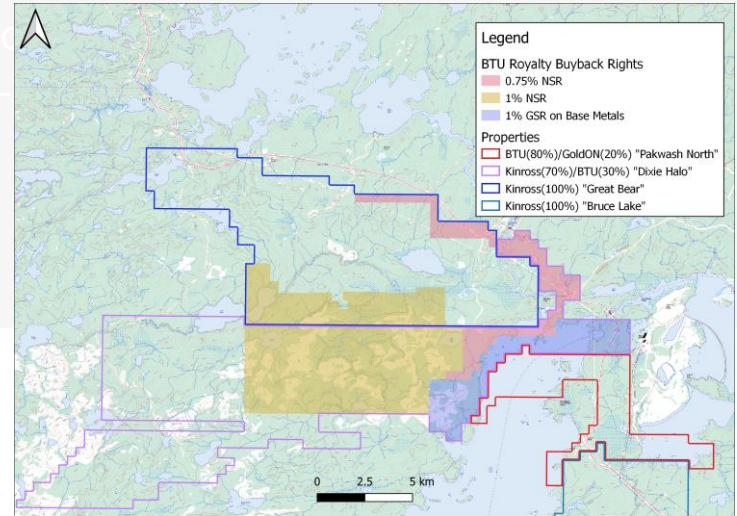 Legend
BTU Royalty Buyback Rights
0.75% NSR
1% NSR
1% GSR on Base Metals
Properties
BTU(80%)/GoldON(20%) "Pakwash North"
Kinross(70%)/BTU(30%) "Dixie Halo"
Kinross(100%) "Great Bear"
Kinross(100%) "Bruce Lake"
0 2.5 5 km